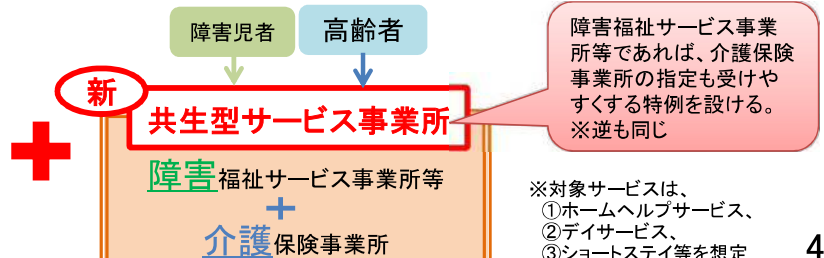 障害児者
高齢者
新
共生型サービス事業所
障害福祉サービス事業所等
+
介護保険事業所
障害福祉サービス事業
所等であれば、介護保険
事業所の指定も受けや
すくする特例を設ける。
※逆も同じ
※対象サービスは、
①ホームヘルプサービス、
②デイサービス、
③ショートステイ等を想定
4